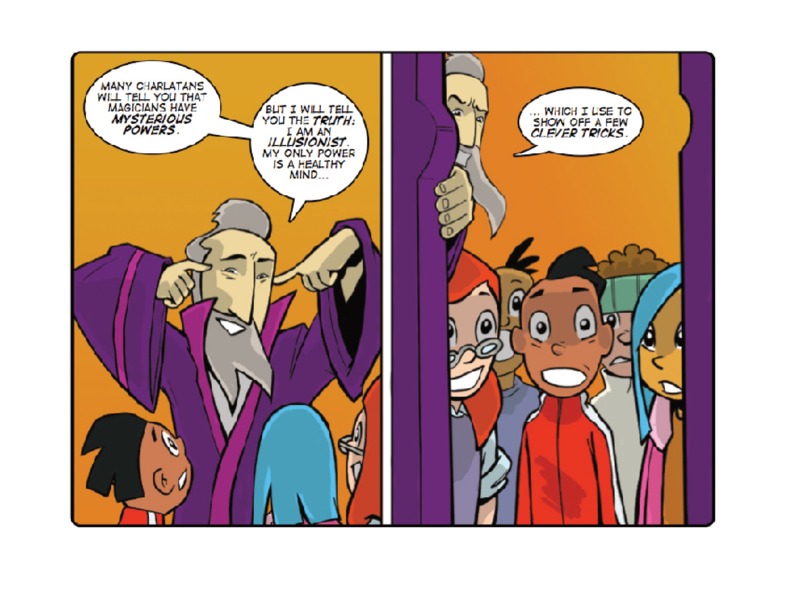 MANY CHARLATANS
WILL TELL YOU THAT
MAGICIANS HAVE
MYSTERIOUS
POWERS.
BUT I WILL TELL
YOU THE TRUTH:
I AM AN
ILLUSIONIST.
MY ONLY POWER
IS A HEALTHY
MIND...
... WHICH I USE TO
SHOW OFF A FEW
CLEVER TRICKS.